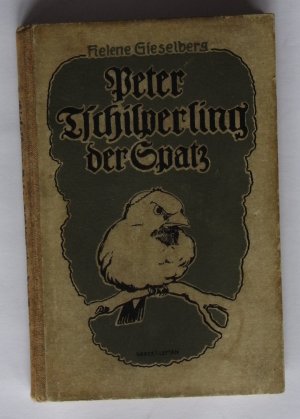 Helene Gieselberg
Peter
Tschilperling
der Spatz